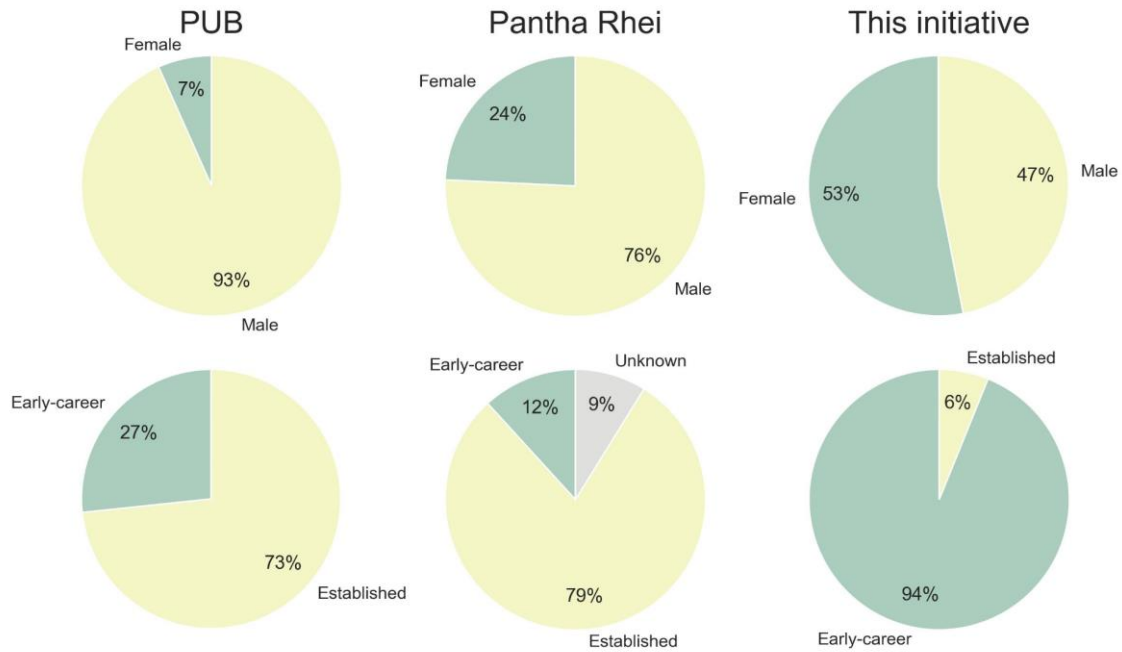 PUB
Female
7%
93%
Male
Pantha Rhei
Female
24%
76%
Male
This initiative
Female
53%
47%
Male
Early-career
27%
73%
Established
Early-career
Unknown
12%
9%
79%
Established
Established
6%
94%
Early-career